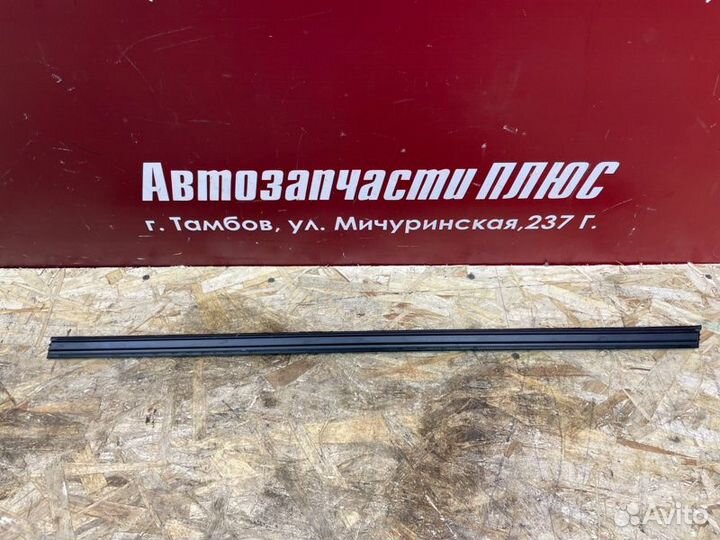 Автозапчасти ПЛЮС
г. Тамбов, ул. Мичуринская,237 Г.
Avito